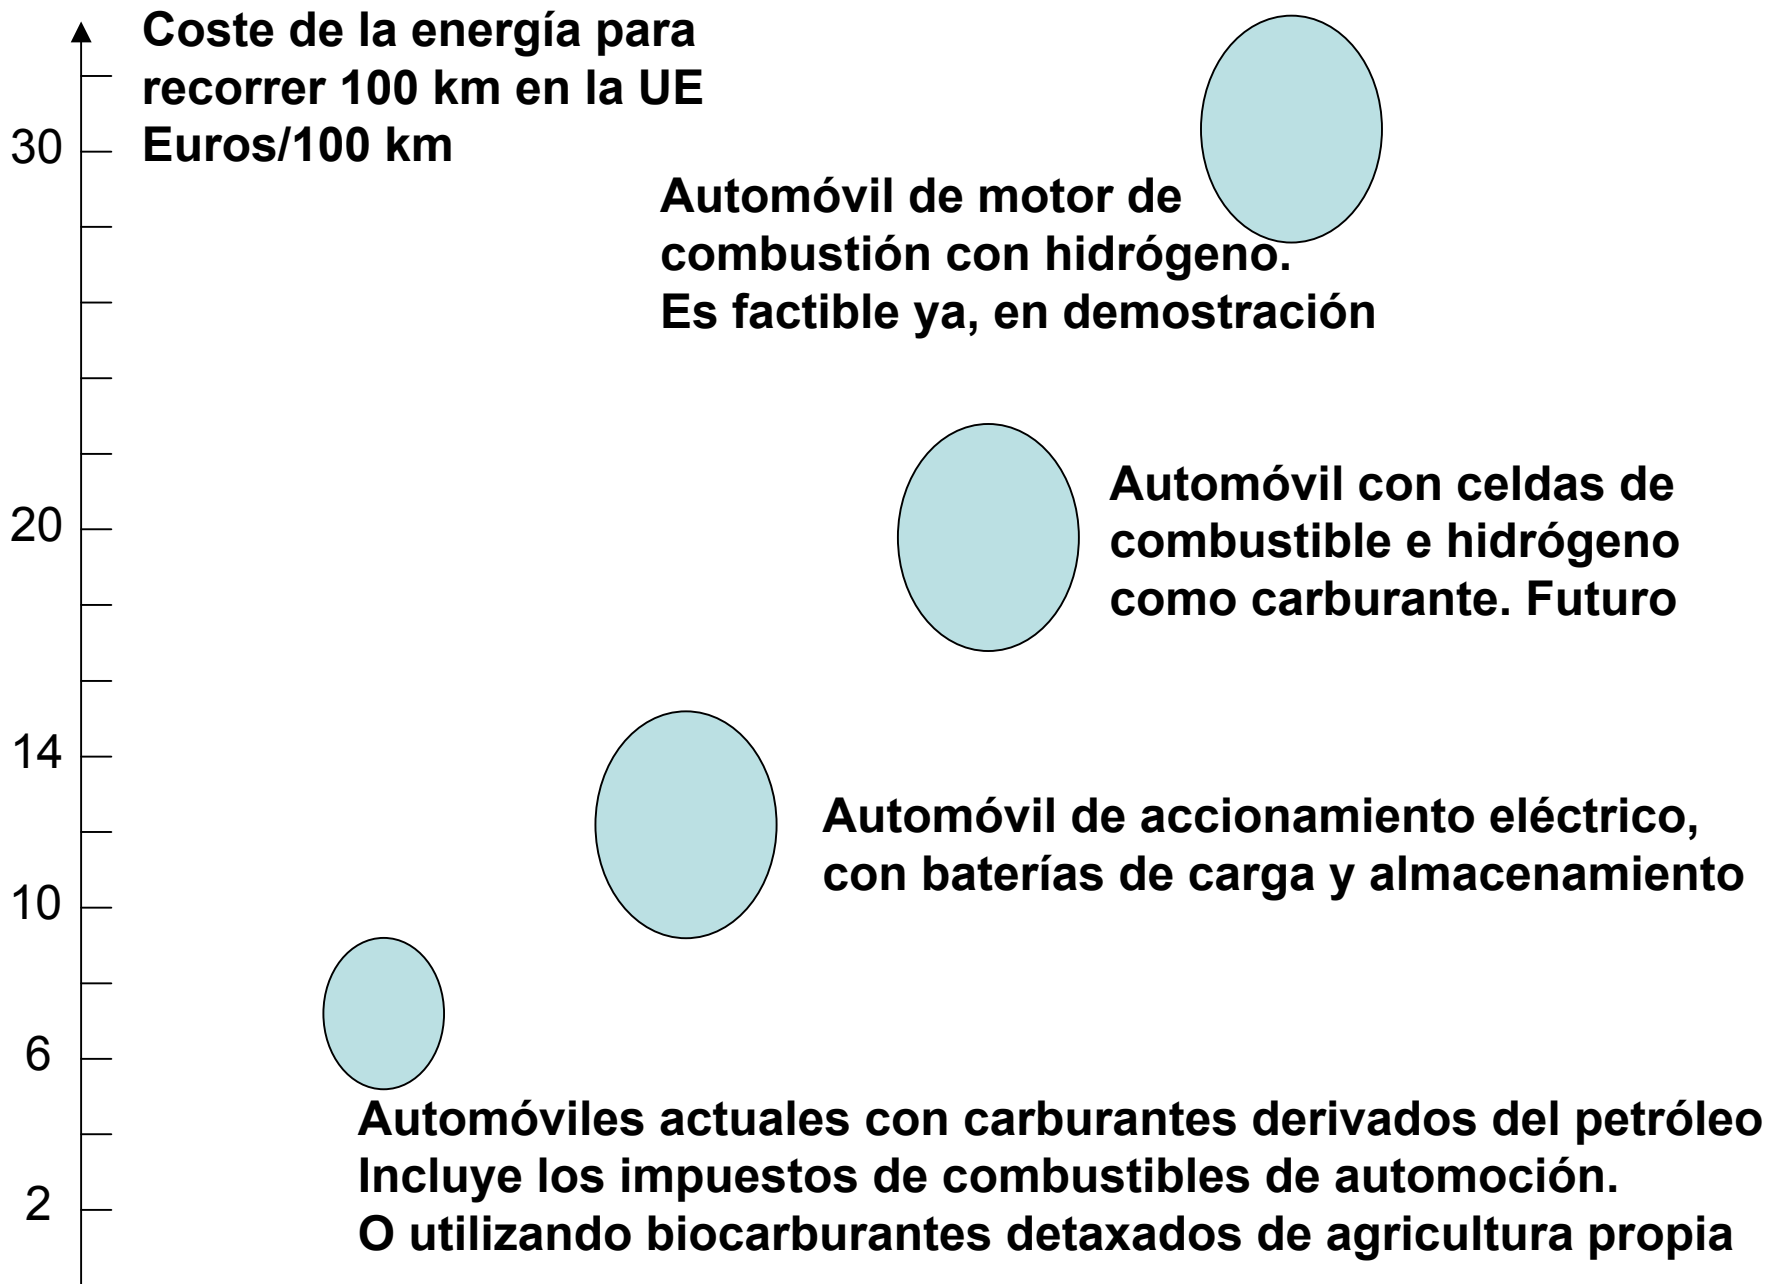 Coste de la energía para
recorrer 100 km en la UE
Euros/100 km
30
Automóvil de motor de
combustión con hidrógeno.
Es factible ya, en demostración
Automóvil con celdas de
combustible e hidrógeno
como carburante. Futuro
20
14
Automóvil de accionamiento eléctrico,
con baterías de carga y almacenamiento
10
6
Automóviles actuales con carburantes derivados del petróleo
Incluye los impuestos de combustibles de automoción.
O utilizando biocarburantes detaxados de agricultura propia
2